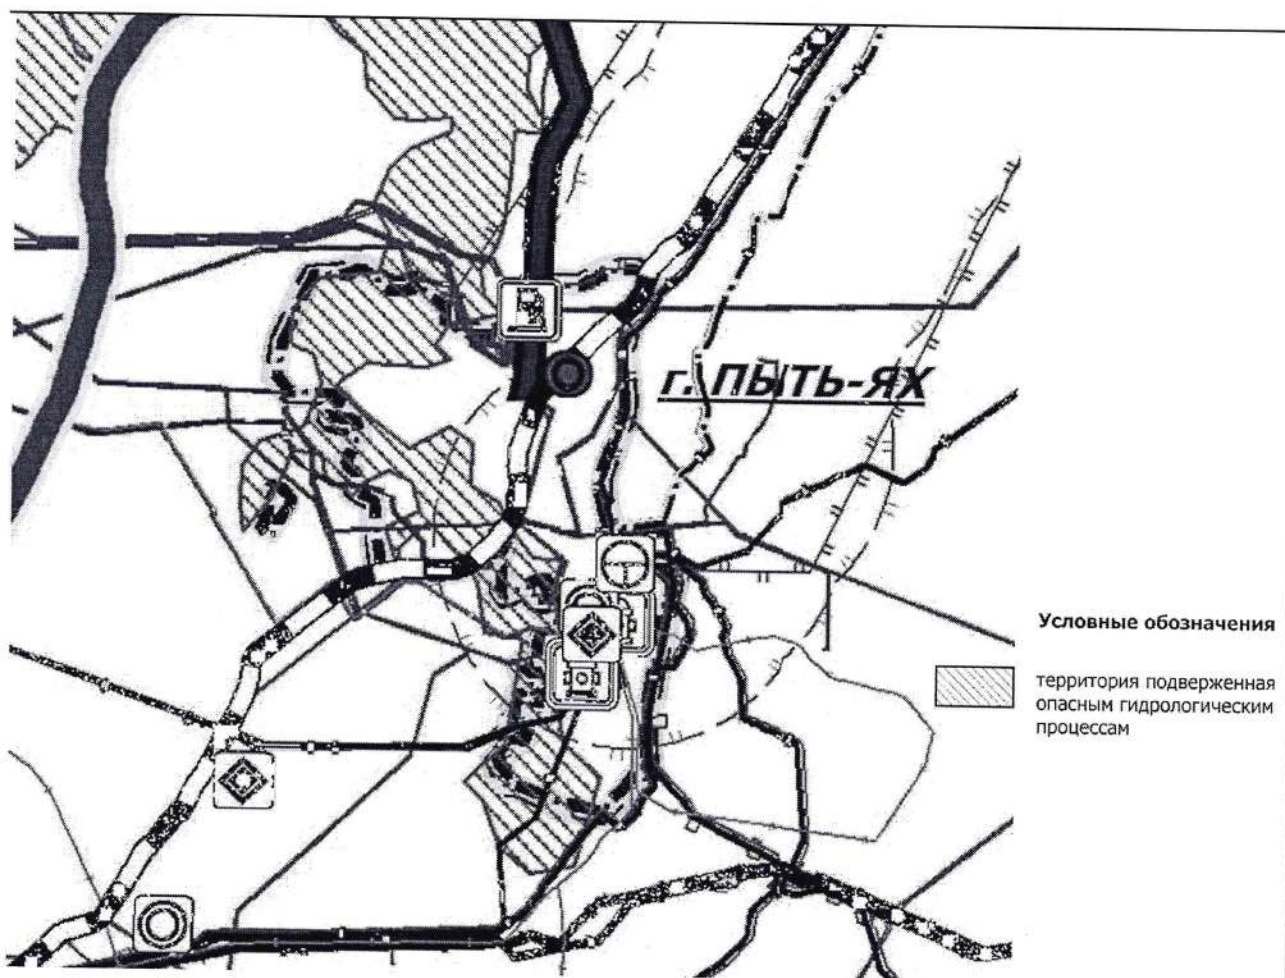 г. ПЫТЬ-ЯХ
Условные обозначения
территория подверженная
опасным гидрологическим
процессам